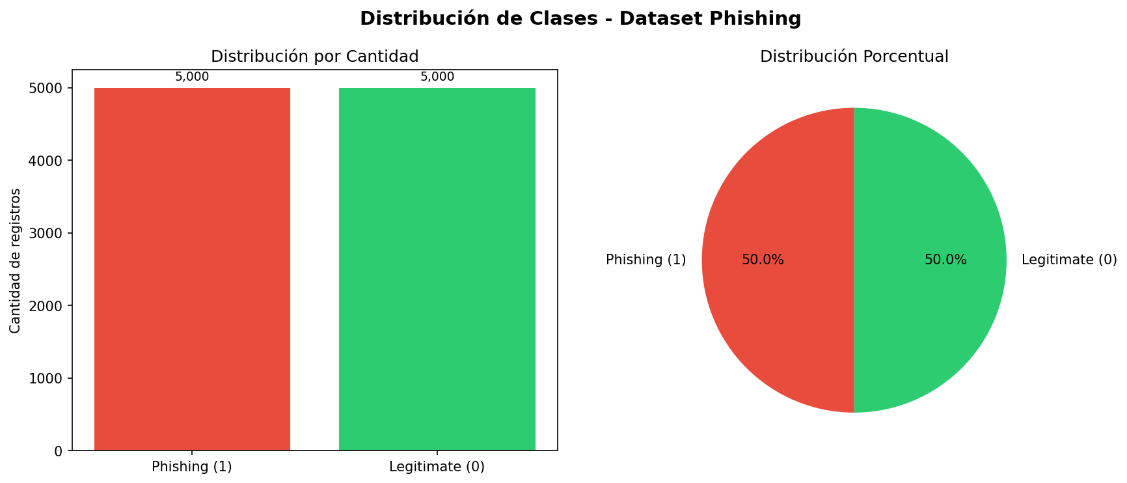 Distribución de Clases - Dataset Phishing
Distribución por Cantidad
5,000 5,000
5000
4000
3000
2000
1000
0
Cantidad de registros
Phishing (1) Legitimate (0)
Distribución Porcentual
Phishing (1) 50.0% 50.0% Legitimate (0)